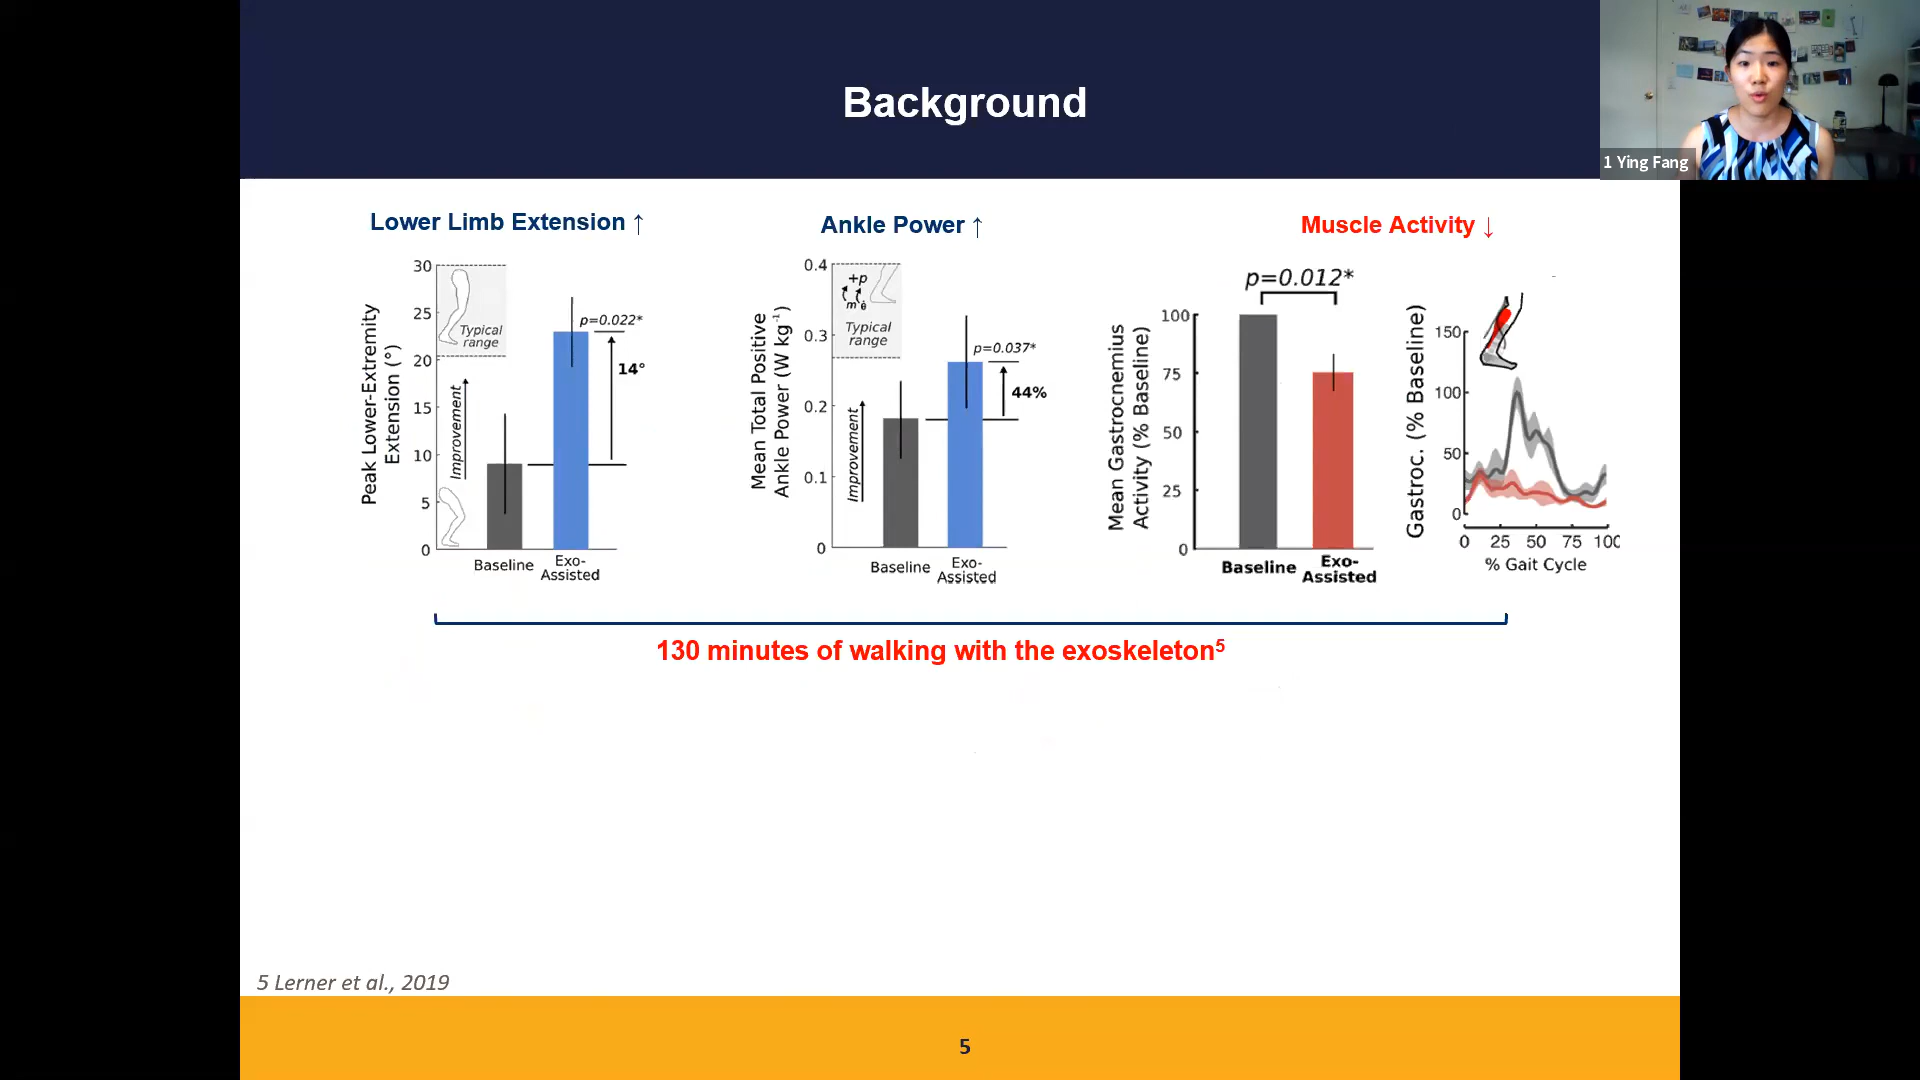 Background
1 Ying Fang
Lower Limb Extension ↑
Ankle Power ↑
Muscle Activity ↓
Peak Lower-Extremity
Extension (°)
30
25
20
15
10
5
0
Typical
range
Improvement
p=0.022*
14°
Baseline
Exo-
Assisted
Mean Total Positive
Ankle Power (W kg⁻¹)
0.4
0.3
0.2
0.1
0
+p
m θ̇
Typical
range
Improvement
p=0.037*
44%
Baseline
Exo-
Assisted
p=0.012*
Mean Gastrocnemius
Activity (% Baseline)
100
75
50
25
0
Baseline
Exo-
Assisted
Gastroc. (% Baseline)
150
100
50
0
0 25 50 75 100
% Gait Cycle
130 minutes of walking with the exoskeleton⁵
5 Lerner et al., 2019
5